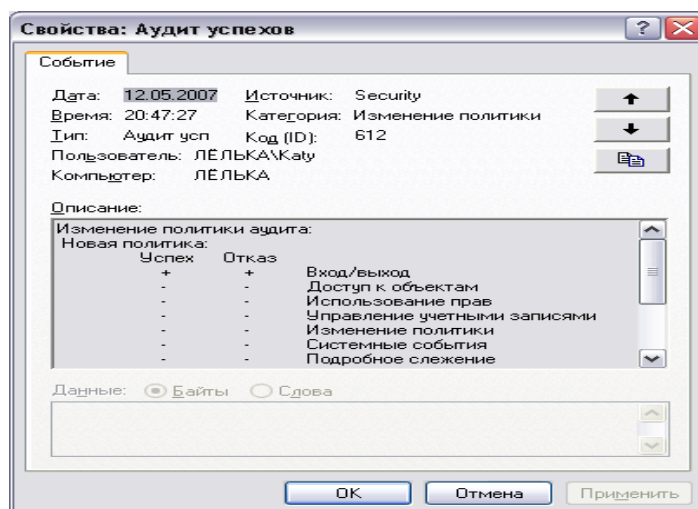 Свойства: Аудит успехов
Событие
Дата: 12.05.2007 Источник: Security
Время: 20:47:27 Категория: Изменение политики
Тип: Аудит усп Код (ID): 612
Пользователь: ЛЁЛЬКА\Katy
Компьютер: ЛЁЛЬКА
Описание:
Изменение политики аудита:
Новая политика:
Успех Отказ
+ + Вход/выход
- - Доступ к объектам
- - Использование прав
- - Управление учетными записями
- - Изменение политики
- - Системные события
- - Подробное слежение
Данные: Байты Слова
ОК Отмена Применить